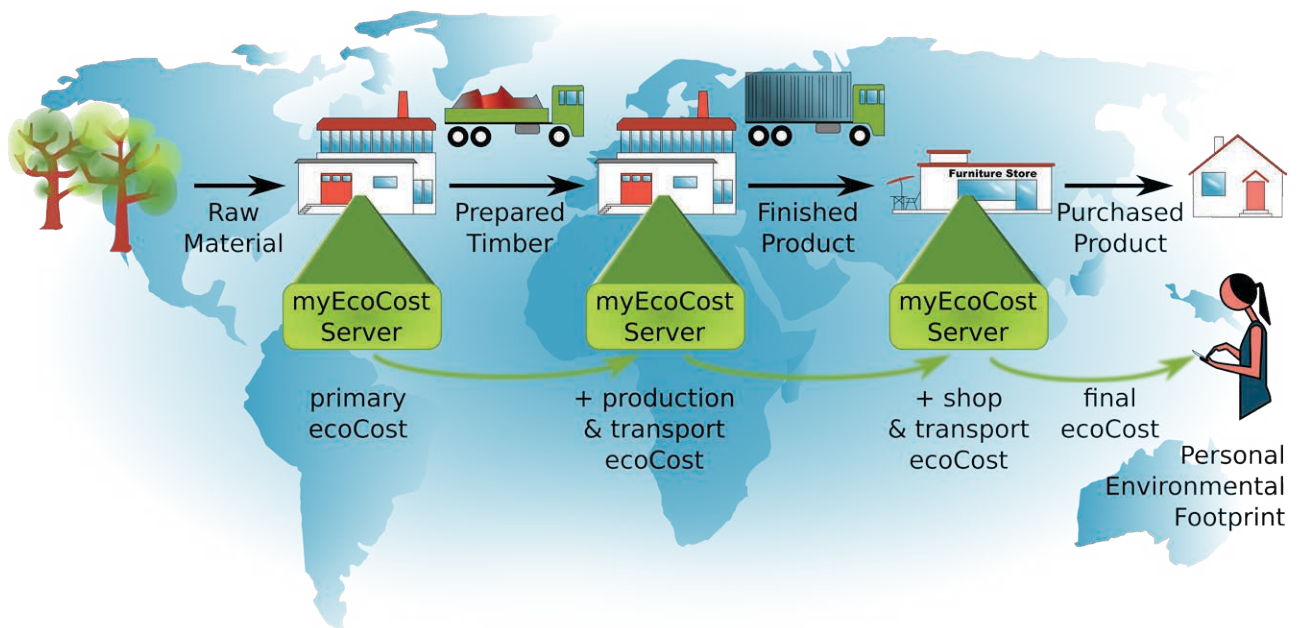 Furniture Store
Raw
Material
Prepared
Timber
Finished
Product
Purchased
Product
myEcoCost
Server
myEcoCost
Server
myEcoCost
Server
primary
ecoCost
+ production
& transport
ecoCost
+ shop
& transport
ecoCost
final
ecoCost
Personal
Environmental
Footprint